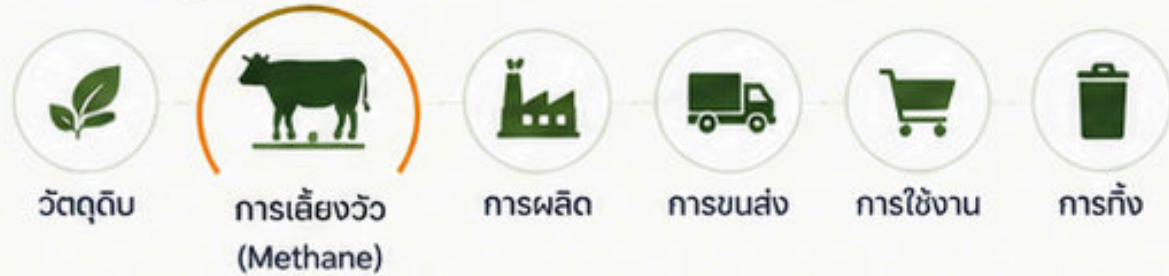 วัตถุดิบ
การเลี้ยงวัว
(Methane)
การผลิต
การขนส่ง
การใช้งาน
การทิ้ง